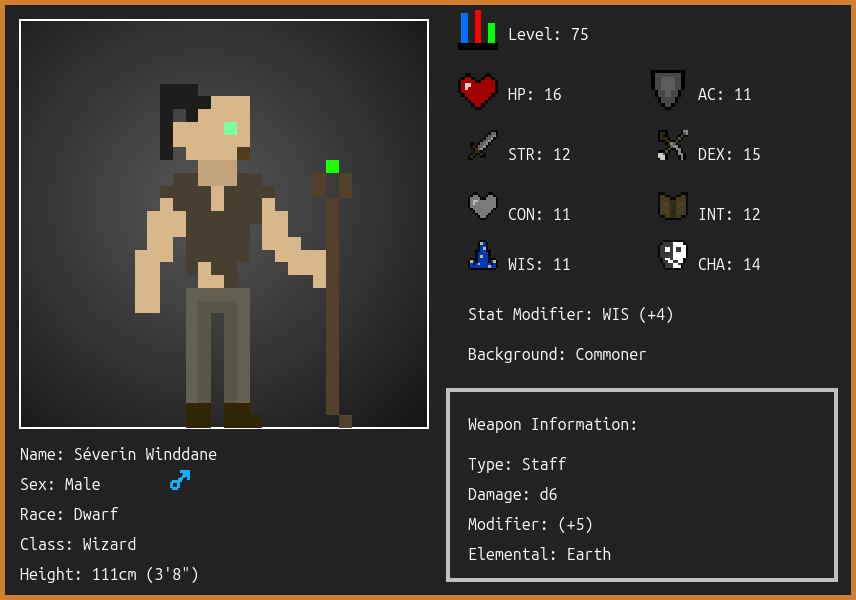 Level: 75
HP: 16
AC: 11
STR: 12
DEX: 15
CON: 11
INT: 12
WIS: 11
CHA: 14
Stat Modifier: WIS (+4)
Background: Commoner
Weapon Information:
Type: Staff
Damage: d6
Modifier: (+5)
Elemental: Earth
Name: Séverin Winddane
Sex: Male
Race: Dwarf
Class: Wizard
Height: 111cm (3'8")